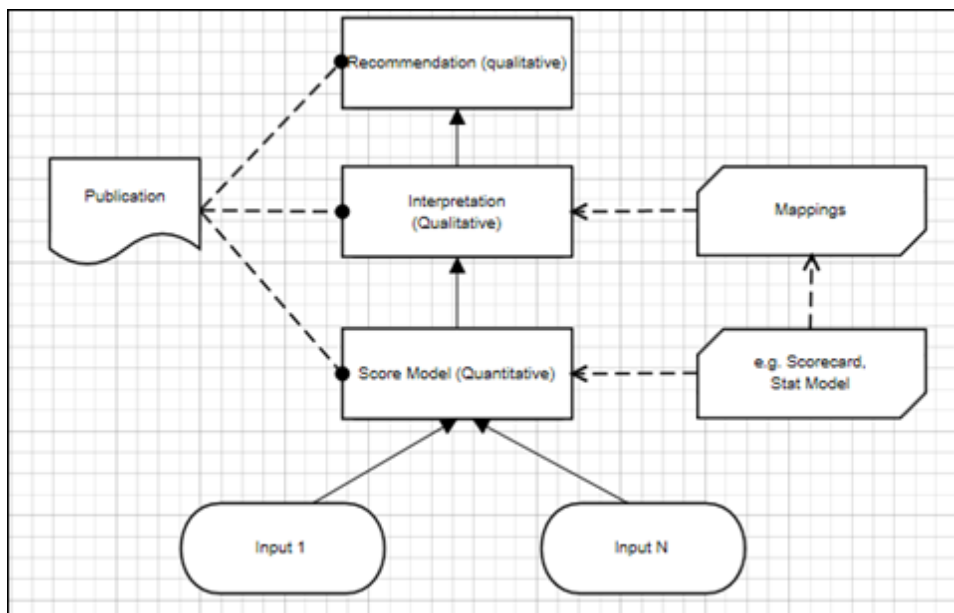 Recommendation (qualitative)
Publication
Interpretation
(Qualitative)
Mappings
Score Model (Quantitative)
e.g. Scorecard,
Stat Model
Input 1
Input N